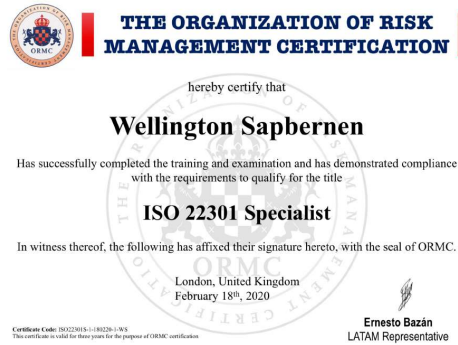 THE ORGANIZATION OF RISK
MANAGEMENT CERTIFICATION
ORMC
hereby certify that
Wellington Sapbernen
Has successfully completed the training and examination and has demonstrated compliance
with the requirements to qualify for the title
ISO 22301 Specialist
In witness thereof, the following has affixed their signature hereto, with the seal of ORMC.
ORMC
London, United Kingdom
February 18th, 2020
Ernesto Bazán
LATAM Representative
Certificate Code: ISO22301S-1-180220-1-WS
This certificate is valid for three years for the purpose of ORMC certification